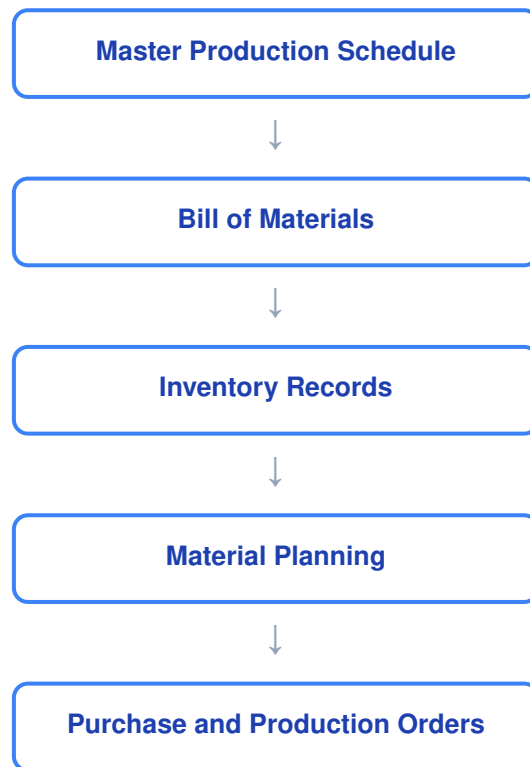 Master Production Schedule
↓
Bill of Materials
↓
Inventory Records
↓
Material Planning
↓
Purchase and Production Orders